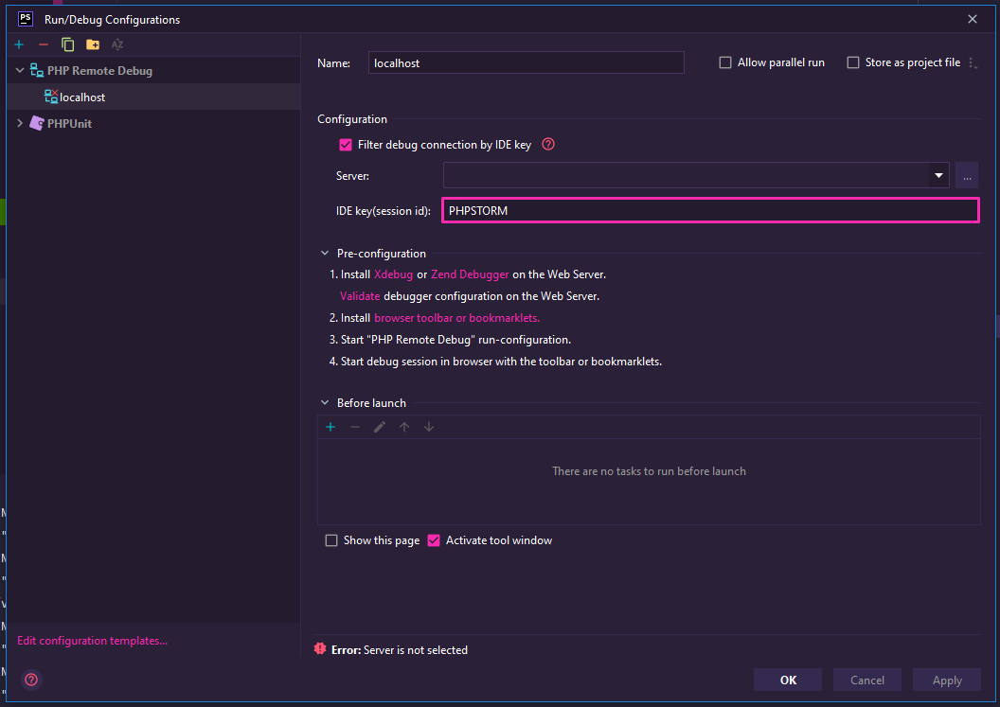 PS Run/Debug Configurations
PHP Remote Debug
localhost
PHPUnit
Name: localhost Allow parallel run Store as project file
Configuration
Filter debug connection by IDE key
Server: ...
IDE key(session id): PHPSTORM
Pre-configuration
1. Install Xdebug or Zend Debugger on the Web Server.
Validate debugger configuration on the Web Server.
2. Install browser toolbar or bookmarklets.
3. Start "PHP Remote Debug" run-configuration.
4. Start debug session in browser with the toolbar or bookmarklets.
Before launch
There are no tasks to run before launch
Show this page Activate tool window
Edit configuration templates...
Error: Server is not selected
OK Cancel Apply